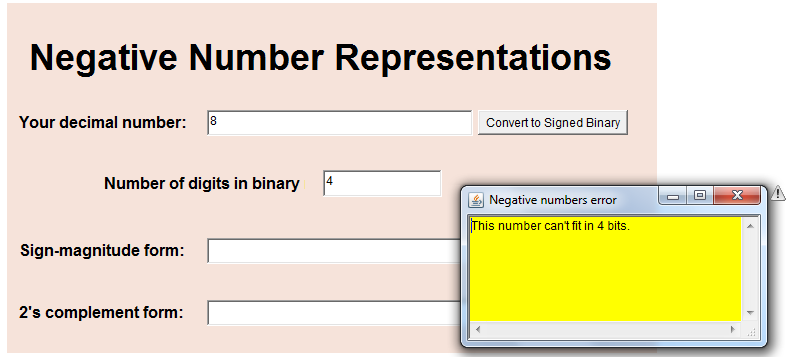 Negative Number Representations
Your decimal number: 8 Convert to Signed Binary
Number of digits in binary 4
Negative numbers error
This number can't fit in 4 bits.
Sign-magnitude form:
2's complement form: